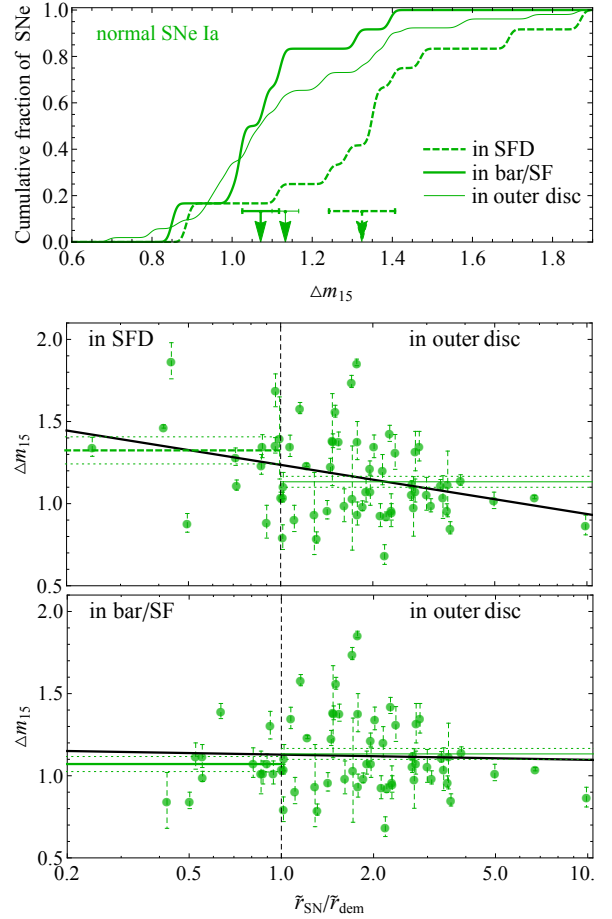 normal SNe Ia
Cumulative fraction of SNe
1.0
0.8
0.6
0.4
0.2
0.0
in SFD
in bar/SF
in outer disc
0.6 0.8 1.0 1.2 1.4 1.6 1.8
△m15
in SFD in outer disc
△m15
2.0
1.5
1.0
0.5
in bar/SF in outer disc
△m15
2.0
1.5
1.0
0.5
0.2 0.5 1.0 2.0 5.0 10.
r̃SN/r̃dem